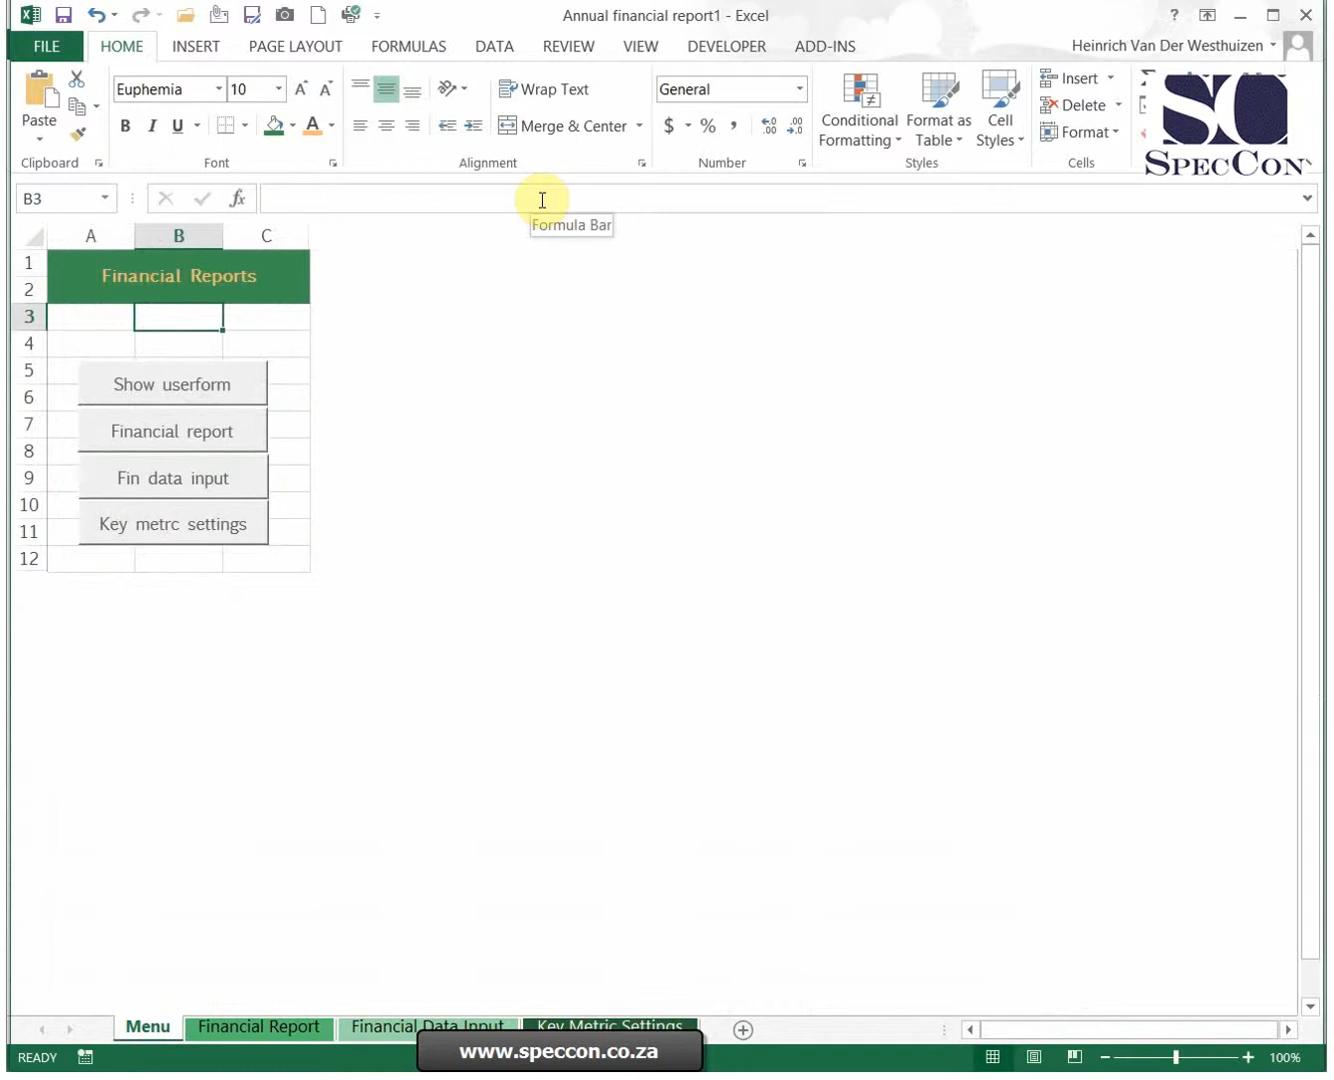 Annual financial report1 - Excel
?
FILE HOME INSERT PAGE LAYOUT FORMULAS DATA REVIEW VIEW DEVELOPER ADD-INS Heinrich Van Der Westhuizen
Paste
Euphemia 10 A A
B I U A
Wrap Text
Merge & Center
General
$ % ,
Conditional Formatting
Format as Table
Cell Styles
Insert
Delete
Format
SC
SPECCON
Clipboard Font Alignment Number Styles Cells
B3 fx
Formula Bar
A B C
1
Financial Reports
2
3
4
5
Show userform
6
7
Financial report
8
9
Fin data input
10
11
Key metrc settings
12
Menu Financial Report Financial Data Input Key Metric Settings
www.speccon.co.za
READY 100%